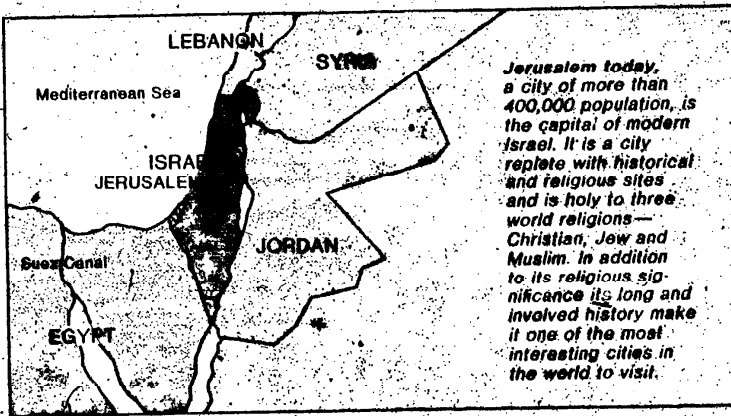 LEBANON
SYRIA
Mediterranean Sea
JERUSALEM
JORDAN
Suez Canal
EGYPT
Jerusalem today,
a city of more than
400,000 population, is
the capital of modern
Israel. It is a city
replete with historical
and religious sites
and is holy to three
world religions—
Christian, Jew and
Muslim. In addition
to its religious sig-
nificance its long and
involved history make
it one of the most
interesting cities in
the world to visit.